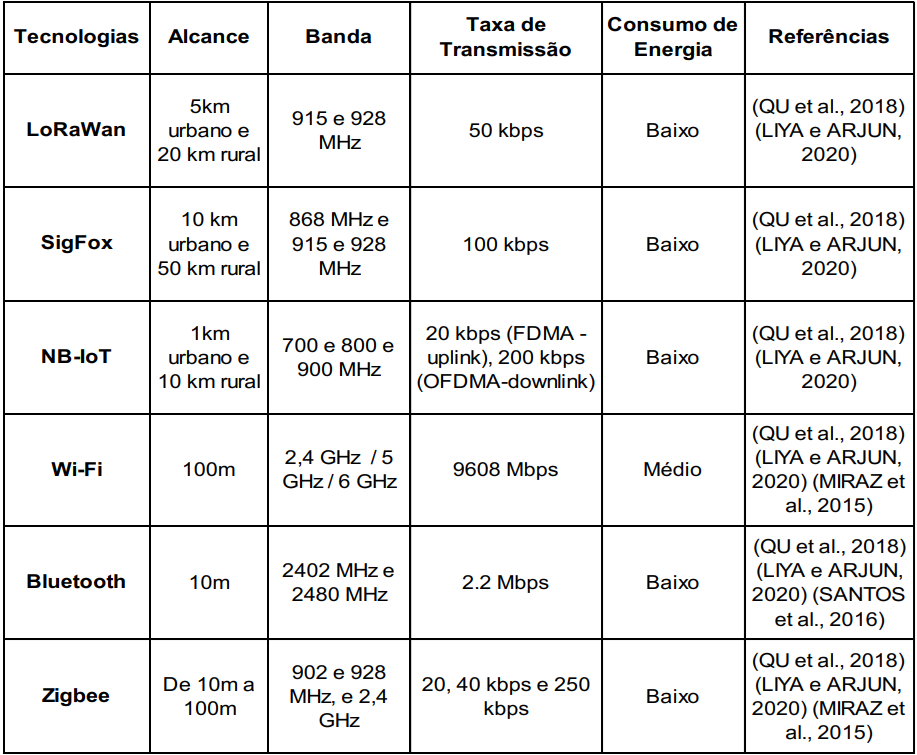 Tecnologias
Alcance
Banda
Taxa de
Transmissão
Consumo de
Energia
Referências
LoRaWan
5km
urbano e
20 km rural
915 e 928
MHz
50 kbps
Baixo
(QU et al., 2018)
(LIYA e ARJUN,
2020)
SigFox
10 km
urbano e
50 km rural
868 MHz e
915 e 928
MHz
100 kbps
Baixo
(QU et al., 2018)
(LIYA e ARJUN,
2020)
NB-IoT
1km
urbano e
10 km rural
700 e 800 e
900 MHz
20 kbps (FDMA -
uplink), 200 kbps
(OFDMA-downlink)
Baixo
(QU et al., 2018)
(LIYA e ARJUN,
2020)
Wi-Fi
100m
2,4 GHz / 5
GHz / 6 GHz
9608 Mbps
Médio
(QU et al., 2018)
(LIYA e ARJUN,
2020) (MIRAZ et
al., 2015)
Bluetooth
10m
2402 MHz e
2480 MHz
2.2 Mbps
Baixo
(QU et al., 2018)
(LIYA e ARJUN,
2020) (SANTOS
et al., 2016)
Zigbee
De 10m a
100m
902 e 928
MHz, e 2,4
GHz
20, 40 kbps e 250
kbps
Baixo
(QU et al., 2018)
(LIYA e ARJUN,
2020) (MIRAZ et
al., 2015)